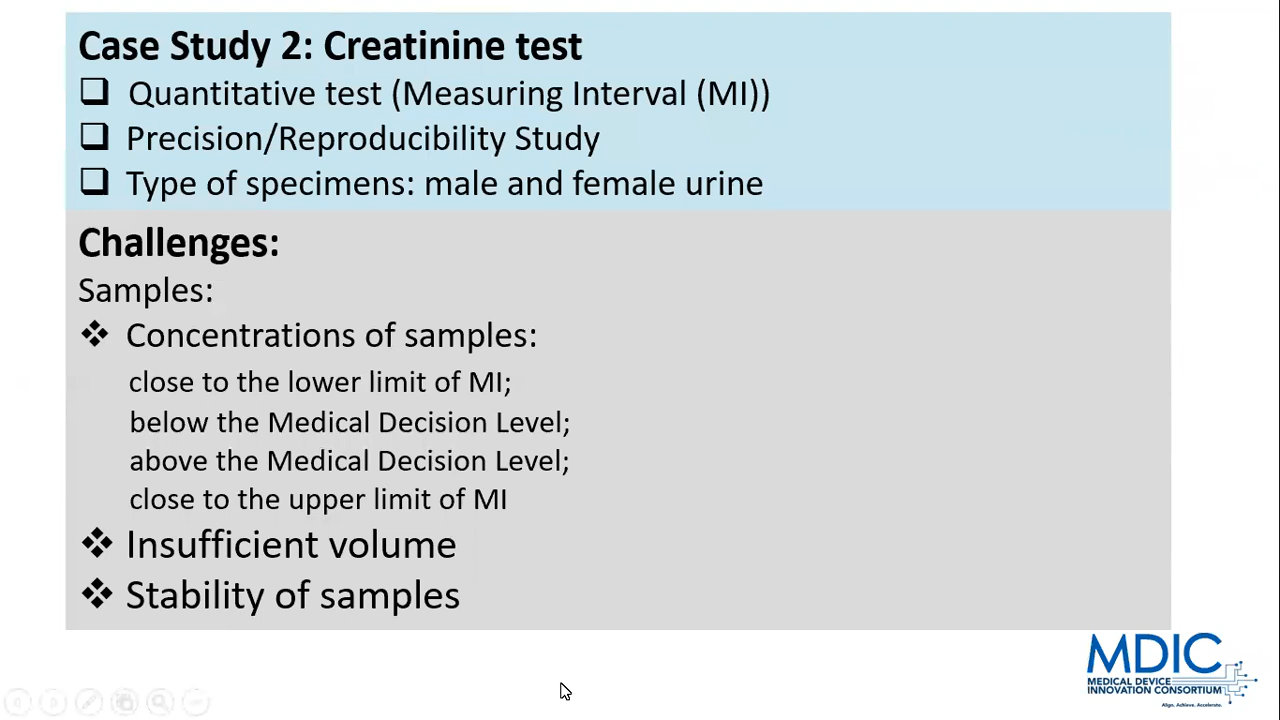 Case Study 2: Creatinine test
❑ Quantitative test (Measuring Interval (MI))
❑ Precision/Reproducibility Study
❑ Type of specimens: male and female urine
Challenges:
Samples:
❖ Concentrations of samples:
close to the lower limit of MI;
below the Medical Decision Level;
above the Medical Decision Level;
close to the upper limit of MI
❖ Insufficient volume
❖ Stability of samples
MDIC
MEDICAL DEVICE
INNOVATION CONSORTIUM
Align. Achieve. Accelerate.